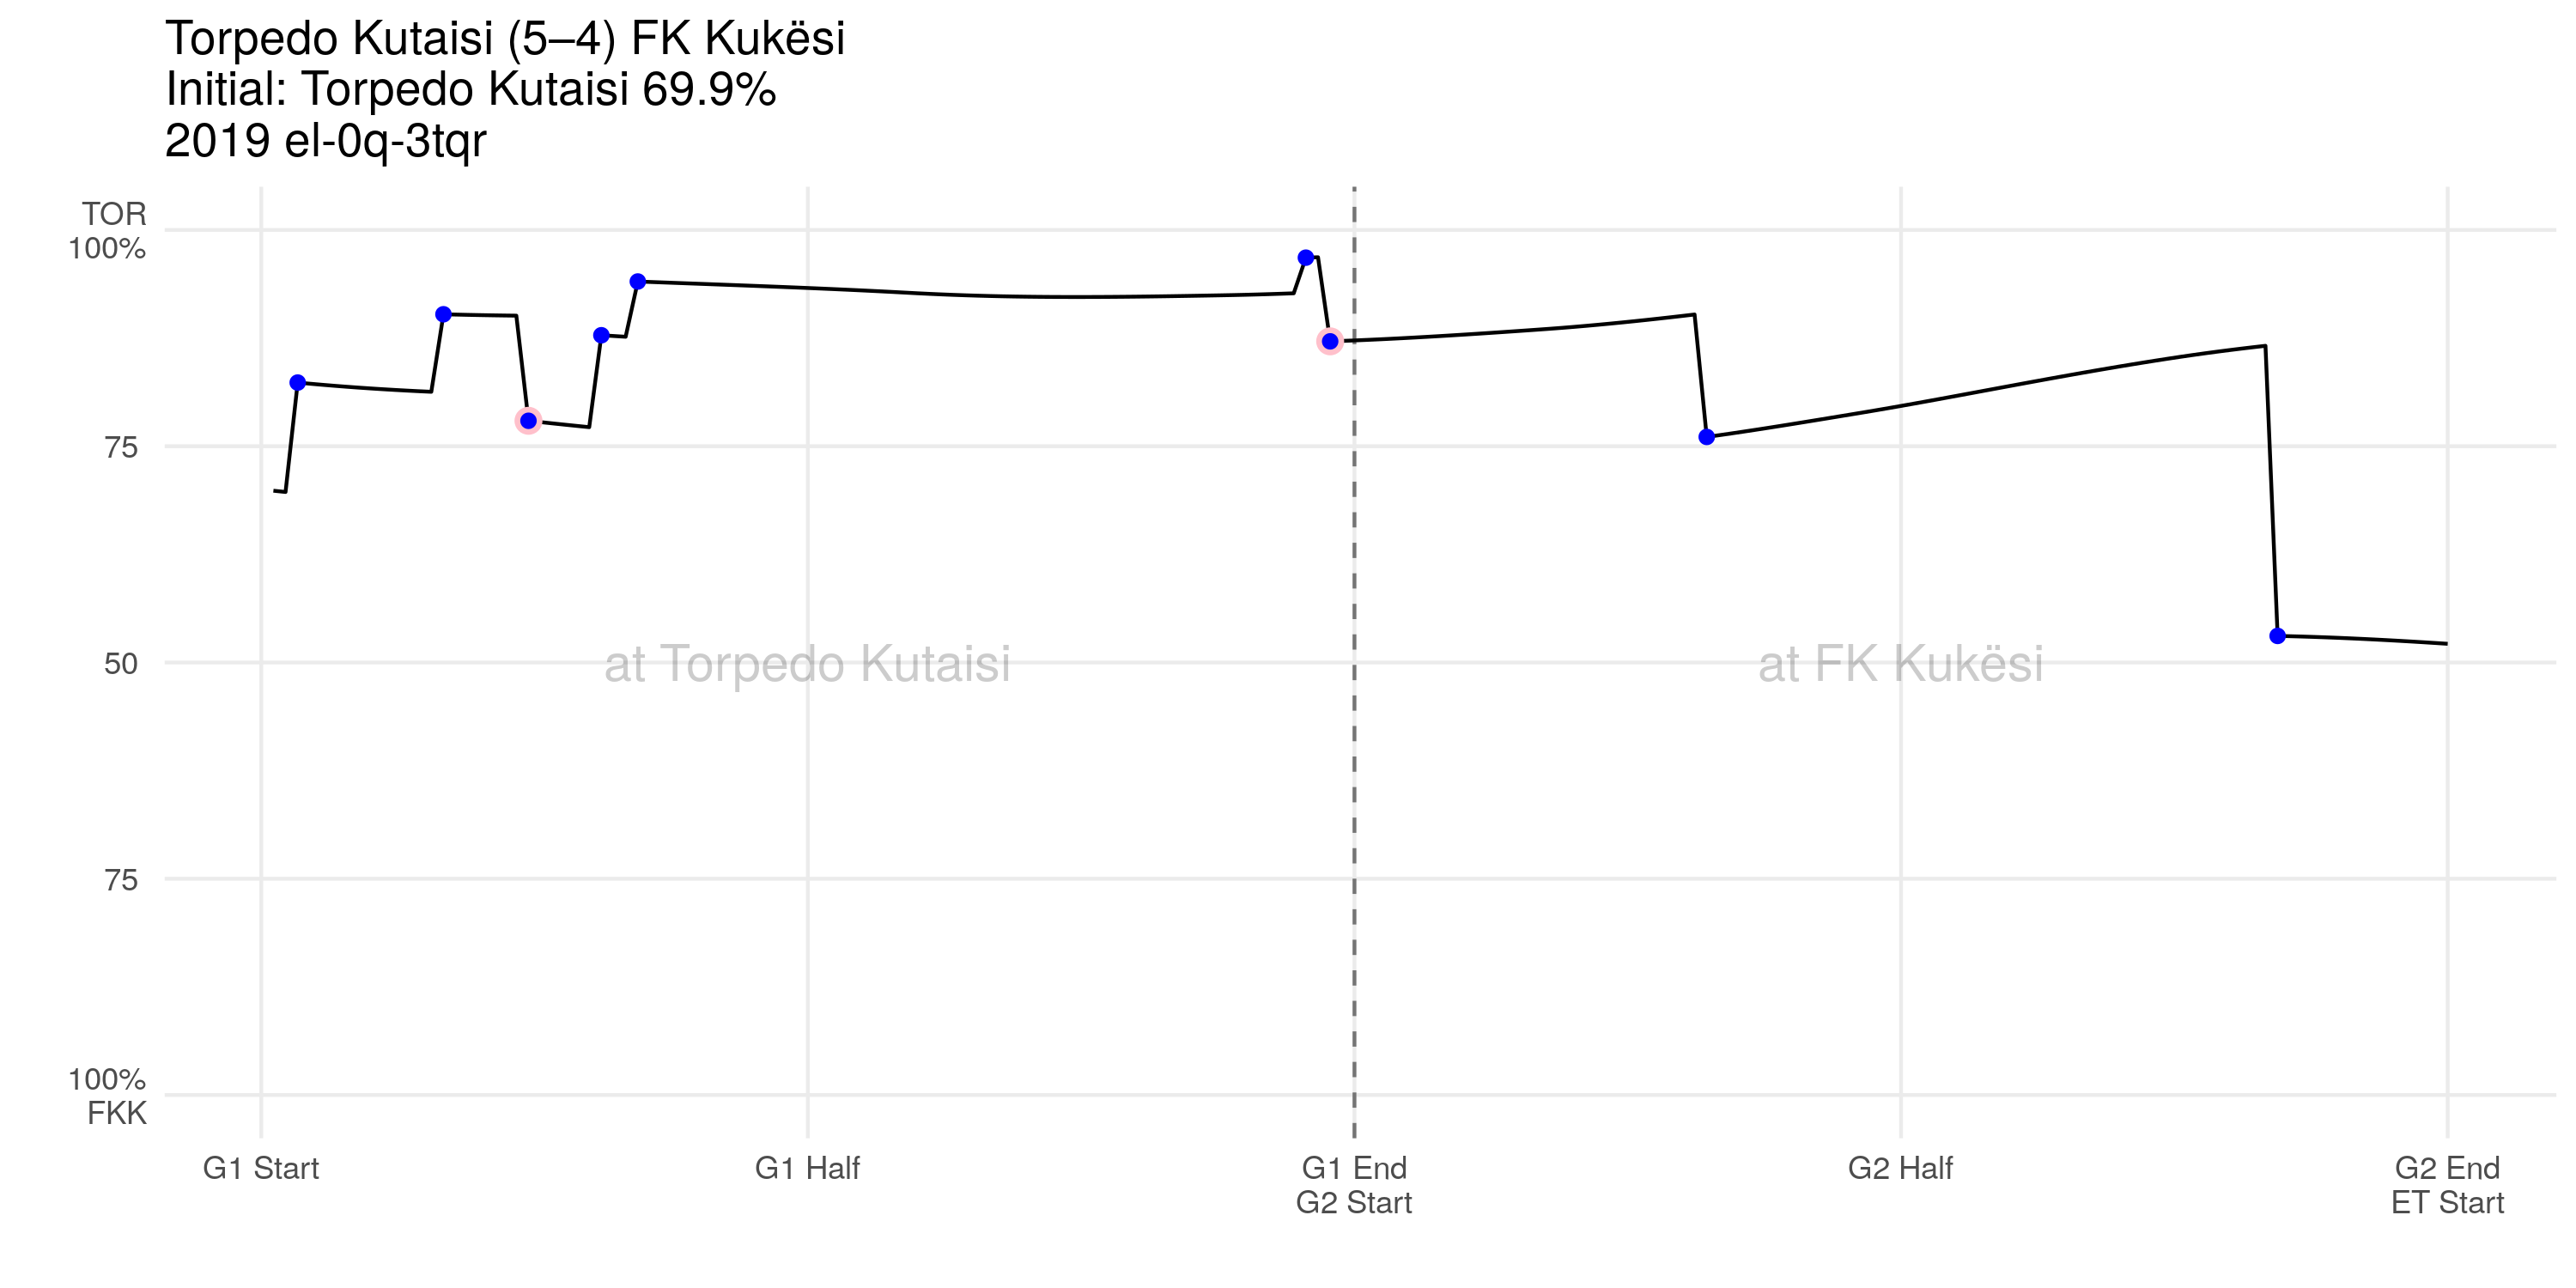 Torpedo Kutaisi (5–4) FK Kukësi
Initial: Torpedo Kutaisi 69.9%
2019 el-0q-3tqr
TOR
100%
75
50
75
100%
FKK
at Torpedo Kutaisi
at FK Kukësi
G1 Start
G1 Half
G1 End
G2 Start
G2 Half
G2 End
ET Start